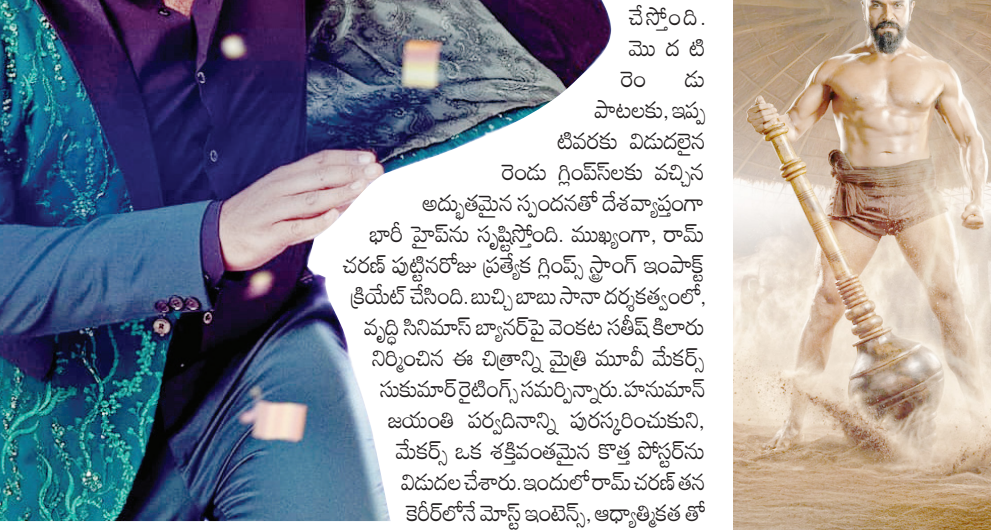 చేస్తోంది.
మొ ద టి
రెం డు
పాటలకు, ఇప్ప
టివరకు విడుదలైన
రెండు గ్లింప్స్‌లకు వచ్చిన
అద్భుతమైన స్పందనతో దేశవ్యాప్తంగా
భారీ హైప్‌ను సృష్టిస్తోంది. ముఖ్యంగా, రామ్
చరణ్ పుట్టినరోజు ప్రత్యేక గ్లింప్స్ స్ట్రాంగ్ ఇంపాక్ట్
క్రియేట్ చేసింది. బుచ్చి బాబు సానా దర్శకత్వంలో,
వృద్ధి సినిమాస్ బ్యానర్‌పై వెంకట సతీష్ కిలారు
నిర్మించిన ఈ చిత్రాన్ని మైత్రి మూవీ మేకర్స్
సుకుమార్ రైటింగ్స్ సమర్పిన్నారు. హనుమాన్
జయంతి పర్వదినాన్ని పురస్కరించుకుని,
మేకర్స్ ఒక శక్తివంతమైన కొత్త పోస్టర్‌ను
విడుదల చేశారు. ఇందులో రామ్ చరణ్ తన
కెరీర్‌లోనే మోస్ట్ ఇంటెన్స్, ఆధ్యాత్మికత తో